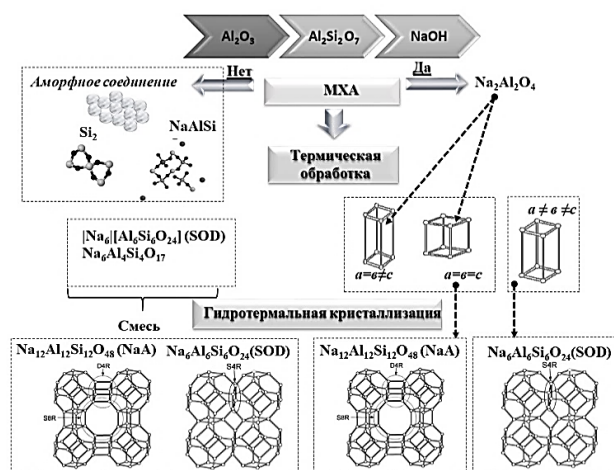 Al₂O₃
Al₂Si₂O₇
NaOH
Нет
Да
Аморфное соединение
МХА
Na₂Al₂O₄
Si₂
NaAlSi
Термическая
обработка
a=в≠c
a=в=c
a ≠ в ≠c
|Na₆|[Al₆Si₆O₂₄] (SOD)
Na₆Al₄Si₄O₁₇
Гидротермальная кристаллизация
Смесь
Na₁₂Al₁₂Si₁₂O₄₈ (NaA)
Na₆Al₆Si₆O₂₄(SOD)
Na₁₂Al₁₂Si₁₂O₄₈ (NaA)
Na₆Al₆Si₆O₂₄(SOD)
D4R
S4R
D4R
S4R
S6R
S6R